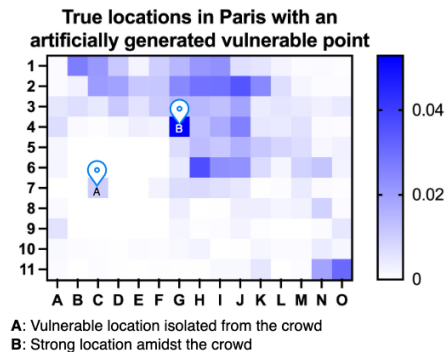 True locations in Paris with an
artificially generated vulnerable point
1
2
3
4
5
6
7
8
9
10
11
B
A
0.04
0.02
0
A B C D E F G H I J K L M N O
A: Vulnerable location isolated from the crowd
B: Strong location amidst the crowd